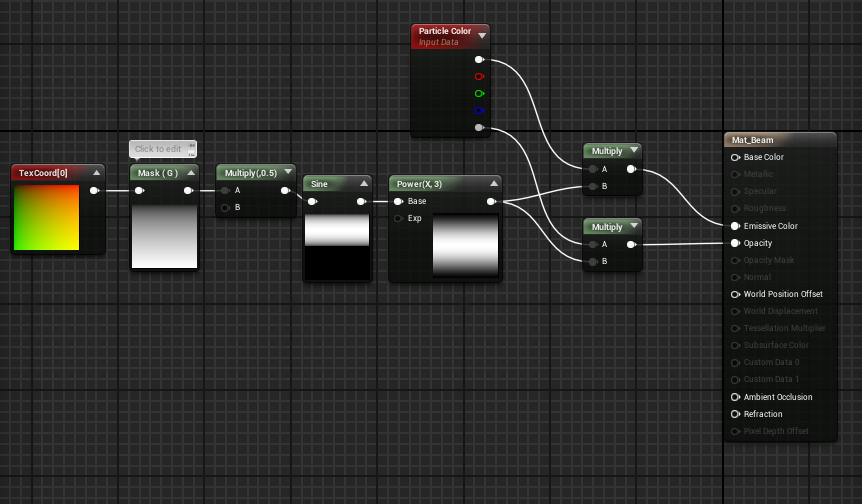 Particle Color
Input Data
Click to edit
TexCoord[0]
Mask ( G )
Multiply(,0.5)
A
B
Sine
Power(X, 3)
Base
Exp
Multiply
A
B
Multiply
A
B
Mat_Beam
Base Color
Metallic
Specular
Roughness
Emissive Color
Opacity
Opacity Mask
Normal
World Position Offset
World Displacement
Tessellation Multiplier
Subsurface Color
Custom Data 0
Custom Data 1
Ambient Occlusion
Refraction
Pixel Depth Offset